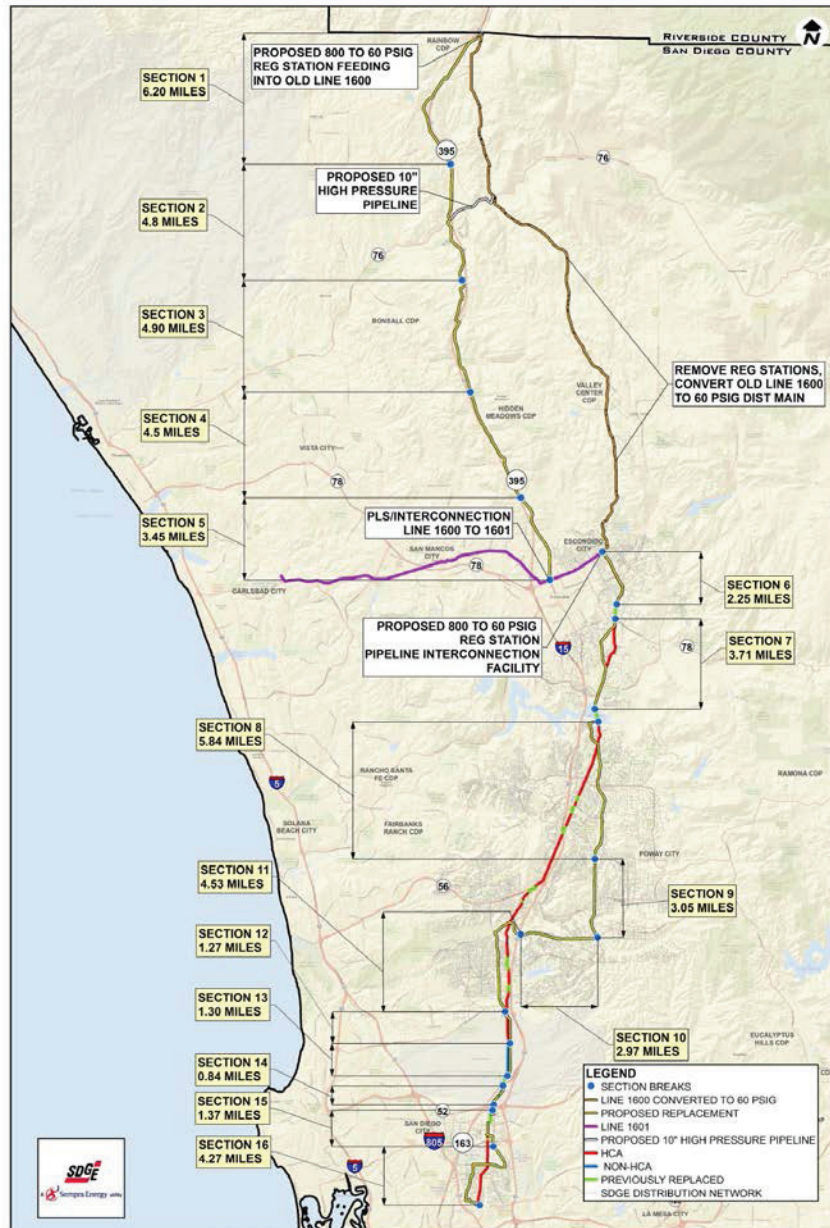 RIVERSIDE COUNTY
SAN DIEGO COUNTY
N
RAINBOW
CDP
PROPOSED 800 TO 60 PSIG
REG STATION FEEDING
INTO OLD LINE 1600
SECTION 1
6.20 MILES
395
76
PROPOSED 10"
HIGH PRESSURE
PIPELINE
SECTION 2
4.8 MILES
76
SECTION 3
4.90 MILES
BONSALL CDP
REMOVE REG STATIONS,
CONVERT OLD LINE 1600
TO 60 PSIG DIST MAIN
VALLEY
CENTER
CDP
HIDDEN
MEADOWS CDP
SECTION 4
4.5 MILES
VISTA CITY
78
395
SECTION 5
3.45 MILES
PLS/INTERCONNECTION
LINE 1600 TO 1601
ESCONDIDO
CITY
SAN MARCOS
CITY
78
CARLSBAD CITY
SECTION 6
2.25 MILES
PROPOSED 800 TO 60 PSIG
REG STATION
PIPELINE INTERCONNECTION
FACILITY
15
78
SECTION 7
3.71 MILES
SECTION 8
5.84 MILES
RANCHO SANTA
FE CDP
RAMONA CDP
5
SOLANA
BEACH CITY
FAIRBANKS
RANCH CDP
POWAY CITY
SECTION 11
4.53 MILES
56
SECTION 9
3.05 MILES
SECTION 12
1.27 MILES
SECTION 13
1.30 MILES
SECTION 10
2.97 MILES
EUCALYPTUS
HILLS CDP
SECTION 14
0.84 MILES
SECTION 15
1.37 MILES
52
SAN DIEGO
CITY
805
163
SECTION 16
4.27 MILES
5
LEGEND
SECTION BREAKS
LINE 1600 CONVERTED TO 60 PSIG
PROPOSED REPLACEMENT
LINE 1601
PROPOSED 10" HIGH PRESSURE PIPELINE
HCA
NON-HCA
PREVIOUSLY REPLACED
SDGE DISTRIBUTION NETWORK
LA MESA CITY
SDGE
A Sempra Energy utility